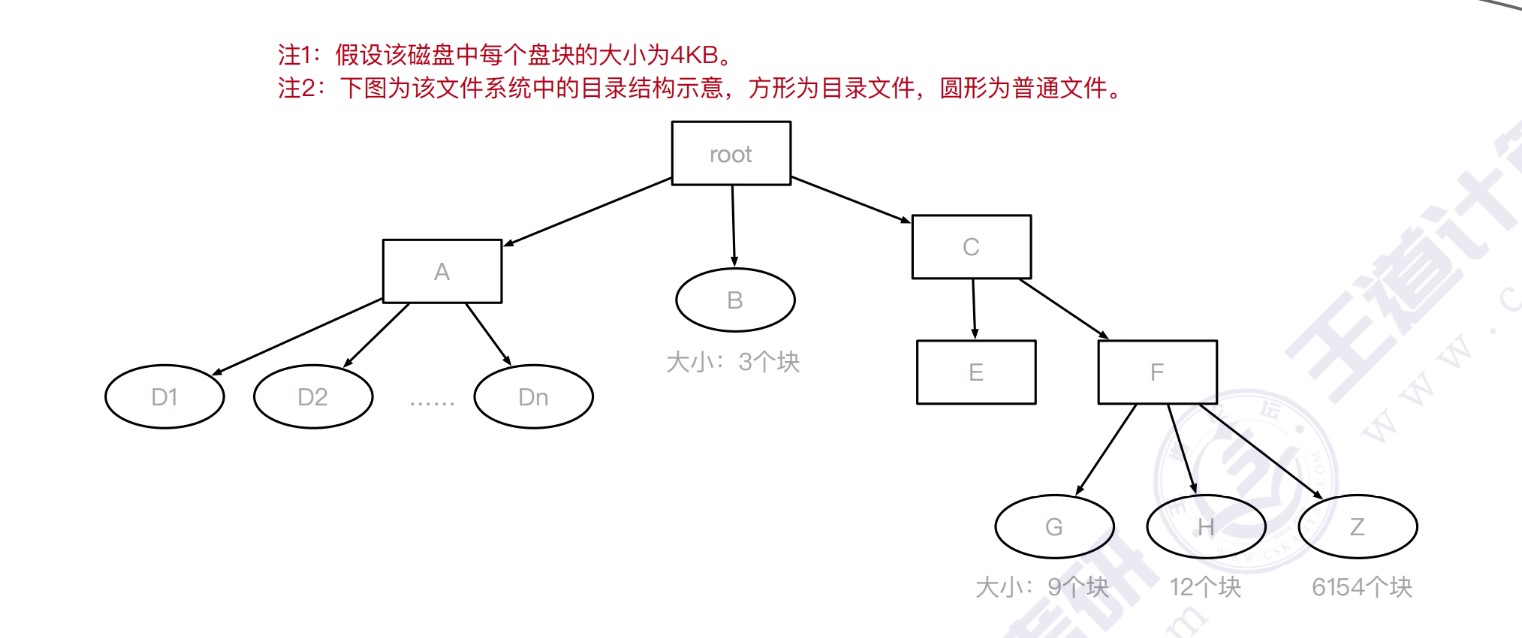 注1：假设该磁盘中每个盘块的大小为4KB。
注2：下图为该文件系统中的目录结构示意，方形为目录文件，圆形为普通文件。
root
A
C
B
大小：3个块
E
F
D1
D2
......
Dn
G
H
Z
大小：9个块
12个块
6154个块
王道计
www.c